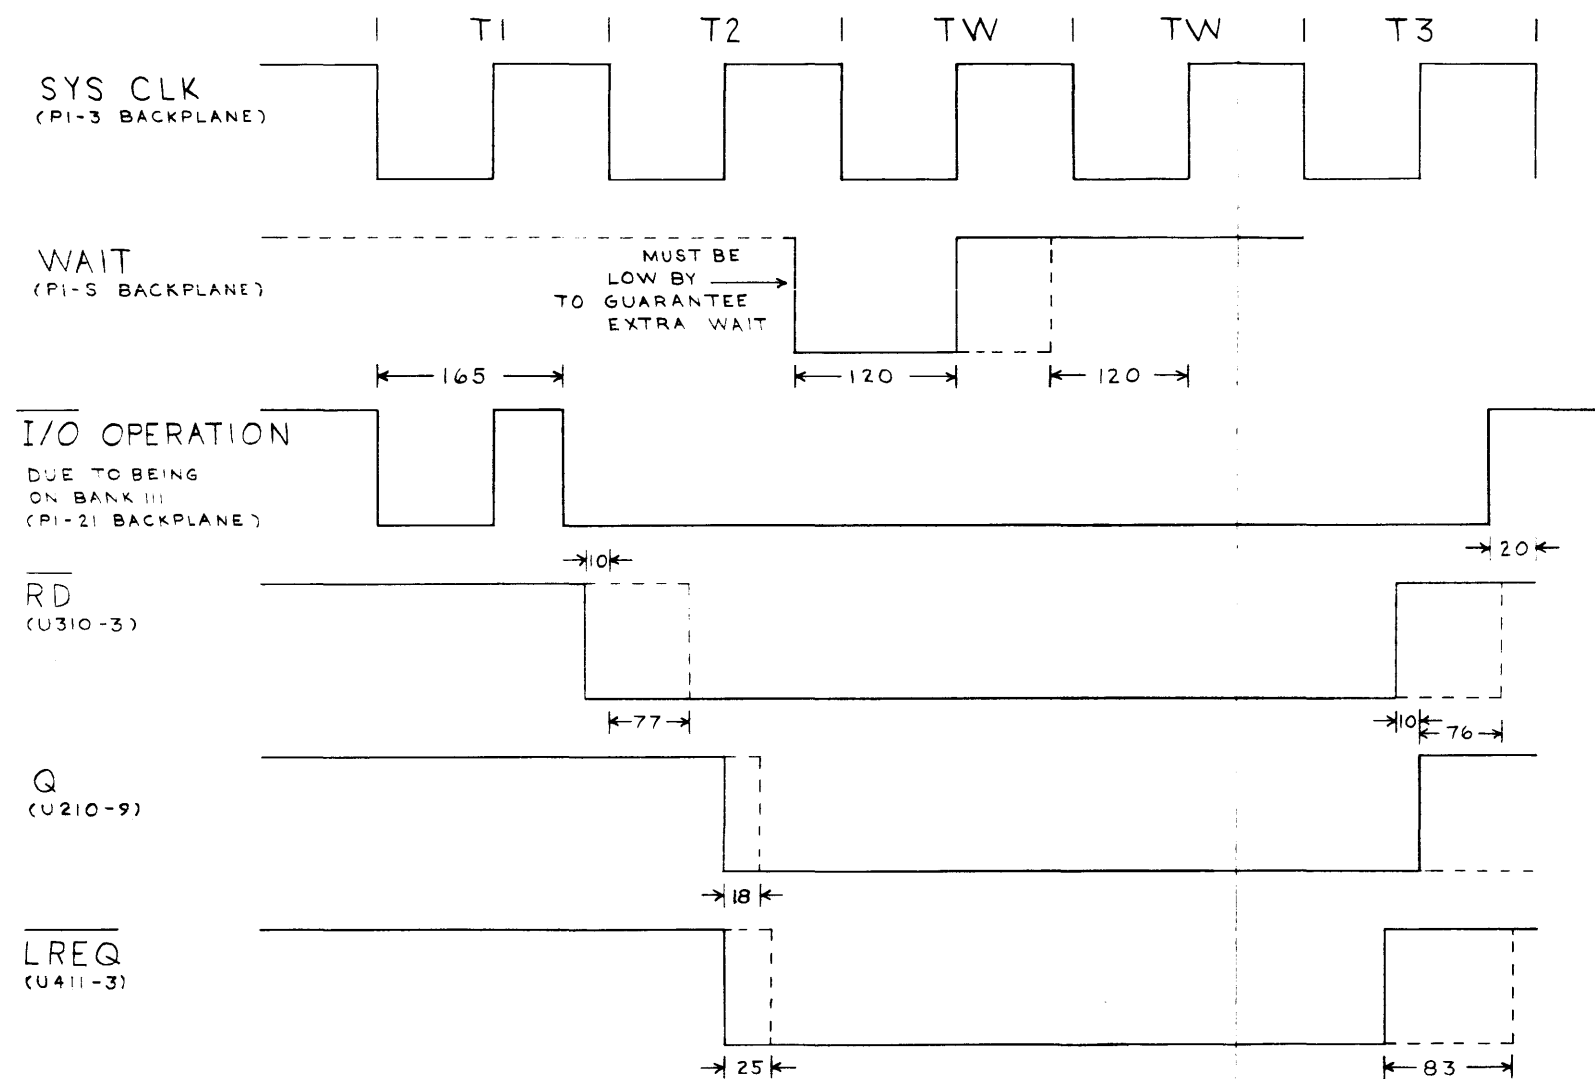 | T1 | T2 | TW | TW | T3 |
SYS CLK
(P1-3 BACKPLANE)
WAIT
(P1-5 BACKPLANE)
MUST BE
LOW BY
TO GUARANTEE
EXTRA WAIT
165
120
120
I/O OPERATION
DUE TO BEING
ON BANK 111
(P1-21 BACKPLANE)
10
20
RD
(U310-3)
77
10
76
Q
(U210-9)
18
LREQ
(U411-3)
25
83